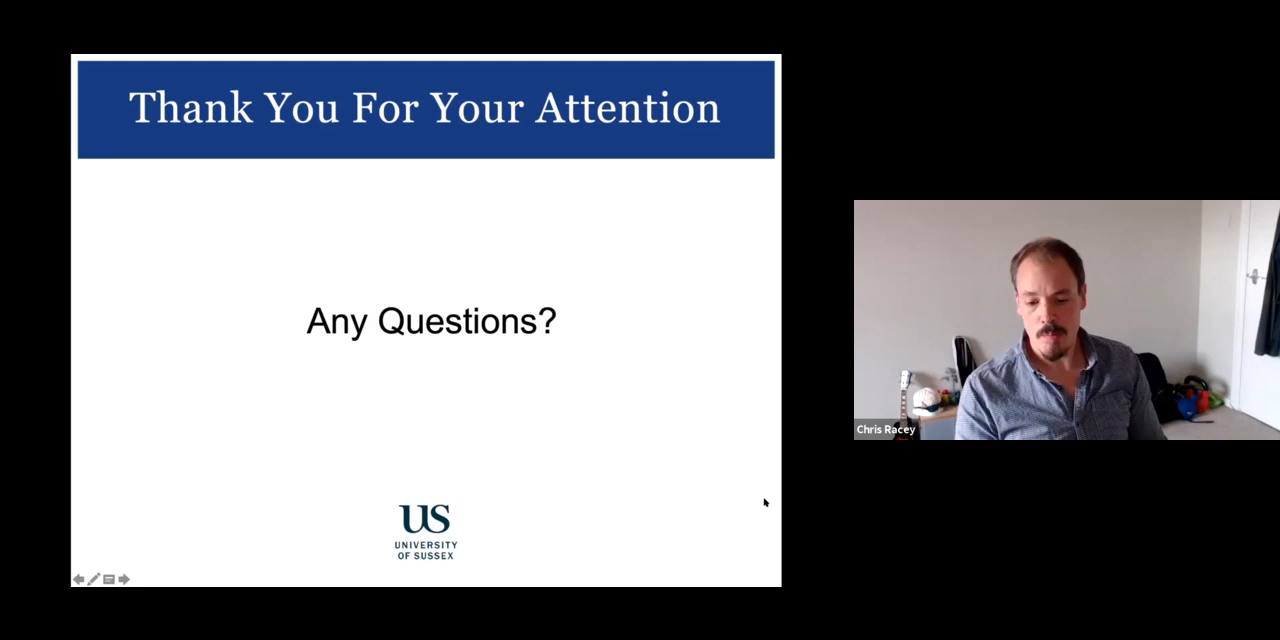 Thank You For Your Attention
Any Questions?
US
UNIVERSITY
OF SUSSEX
Chris Racey